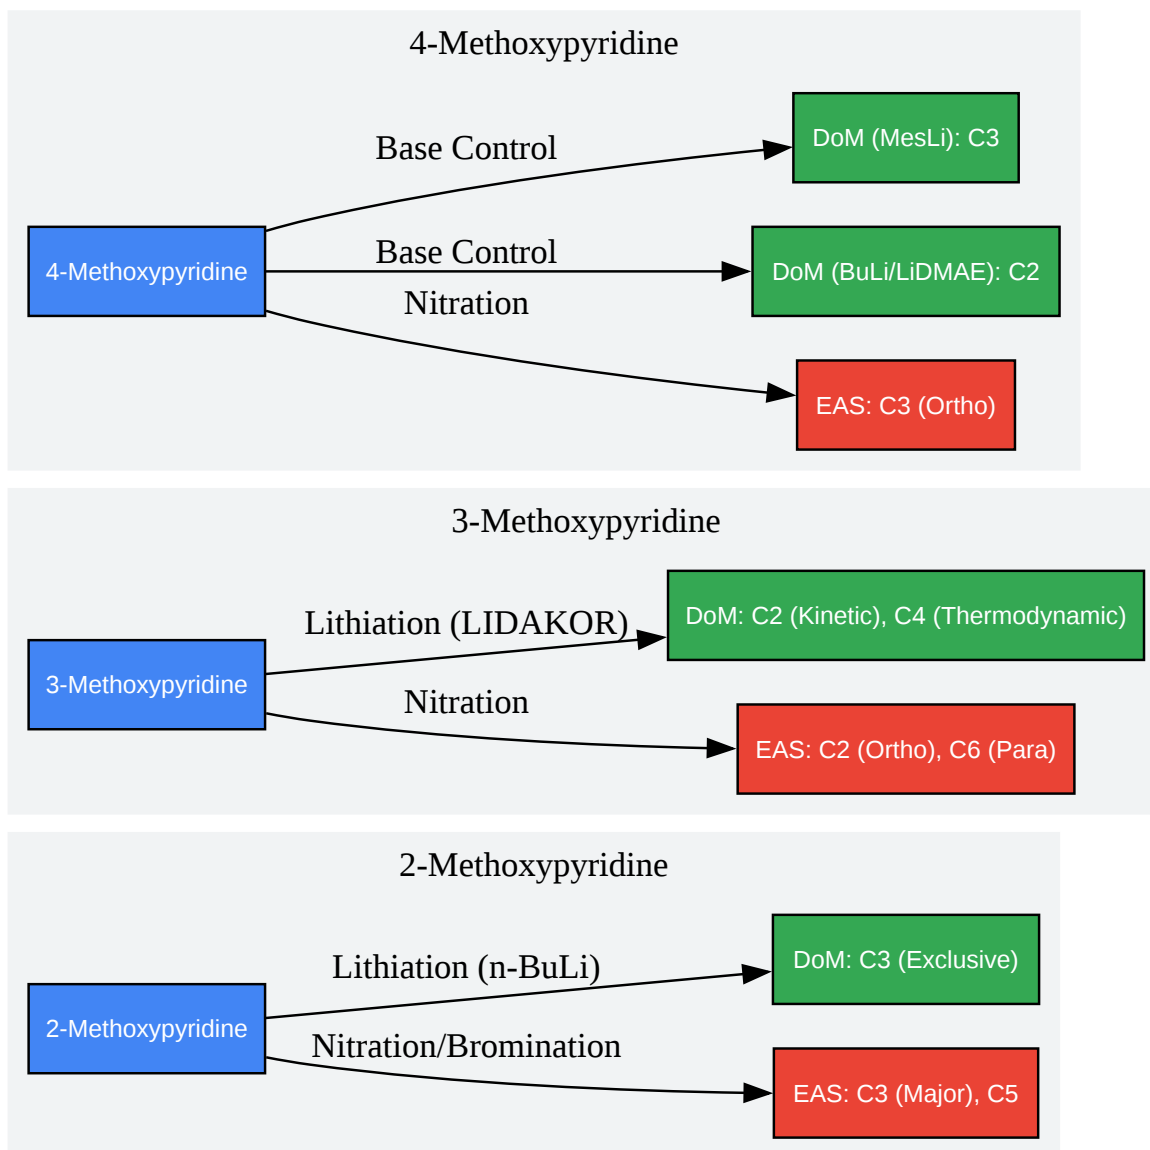 4-Methoxypyridine
Base Control
DoM (MesLi): C3
4-Methoxypyridine
Base Control
DoM (BuLi/LiDMAE): C2
Nitration
EAS: C3 (Ortho)
3-Methoxypyridine
Lithiation (LIDAKOR)
DoM: C2 (Kinetic), C4 (Thermodynamic)
3-Methoxypyridine
Nitration
EAS: C2 (Ortho), C6 (Para)
2-Methoxypyridine
Lithiation (n-BuLi)
DoM: C3 (Exclusive)
2-Methoxypyridine
Nitration/Bromination
EAS: C3 (Major), C5